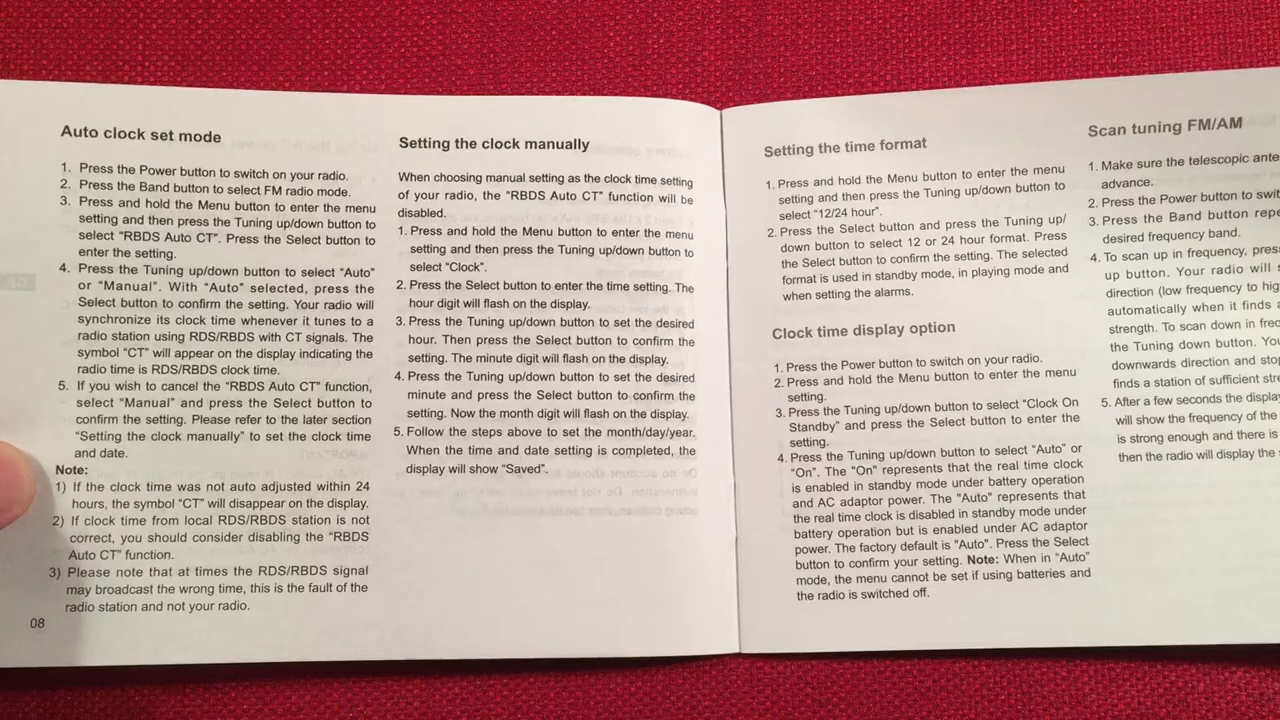 Auto clock set mode
1. Press the Power button to switch on your radio.
2. Press the Band button to select FM radio mode.
3. Press and hold the Menu button to enter the menu
setting and then press the Tuning up/down button to
select “RBDS Auto CT”. Press the Select button to
enter the setting.
4. Press the Tuning up/down button to select “Auto”
or “Manual”. With “Auto” selected, press the
Select button to confirm the setting. Your radio will
synchronize its clock time whenever it tunes to a
radio station using RDS/RBDS with CT signals. The
symbol “CT” will appear on the display indicating the
radio time is RDS/RBDS clock time.
5. If you wish to cancel the “RBDS Auto CT” function,
select “Manual” and press the Select button to
confirm the setting. Please refer to the later section
“Setting the clock manually” to set the clock time
and date.
Note:
1) If the clock time was not auto adjusted within 24
hours, the symbol “CT” will disappear on the display.
2) If clock time from local RDS/RBDS station is not
correct, you should consider disabling the “RBDS
Auto CT” function.
3) Please note that at times the RDS/RBDS signal
may broadcast the wrong time, this is the fault of the
radio station and not your radio.
08
Setting the clock manually
When choosing manual setting as the clock time setting
of your radio, the “RBDS Auto CT” function will be
disabled.
1. Press and hold the Menu button to enter the menu
setting and then press the Tuning up/down button to
select “Clock”.
2. Press the Select button to enter the time setting. The
hour digit will flash on the display.
3. Press the Tuning up/down button to set the desired
hour. Then press the Select button to confirm the
setting. The minute digit will flash on the display.
4. Press the Tuning up/down button to set the desired
minute and press the Select button to confirm the
setting. Now the month digit will flash on the display.
5. Follow the steps above to set the month/day/year.
When the time and date setting is completed, the
display will show “Saved”.
Setting the time format
1. Press and hold the Menu button to enter the menu
setting and then press the Tuning up/down button to
select “12/24 hour”.
2. Press the Select button and press the Tuning up/
down button to select 12 or 24 hour format. Press
the Select button to confirm the setting. The selected
format is used in standby mode, in playing mode and
when setting the alarms.
Clock time display option
1. Press the Power button to switch on your radio.
2. Press and hold the Menu button to enter the menu
setting.
3. Press the Tuning up/down button to select “Clock On
Standby” and press the Select button to enter the
setting.
4. Press the Tuning up/down button to select “Auto” or
“On”. The "On" represents that the real time clock
is enabled in standby mode under battery operation
and AC adaptor power. The "Auto" represents that
the real time clock is disabled in standby mode under
battery operation but is enabled under AC adaptor
power. The factory default is "Auto". Press the Select
button to confirm your setting. Note: When in “Auto”
mode, the menu cannot be set if using batteries and
the radio is switched off.
Scan tuning FM/AM
1. Make sure the telescopic
advance.
2. Press the Power button to
3. Press the Band button
desired frequency band.
4. To scan up in frequency,
up button. Your radio will
direction (low frequency to
automatically when it finds
strength. To scan down in
the Tuning down button.
downwards direction and
finds a station of sufficient
5. After a few seconds the
will show the frequency of the
is strong enough and there is
then the radio will display the